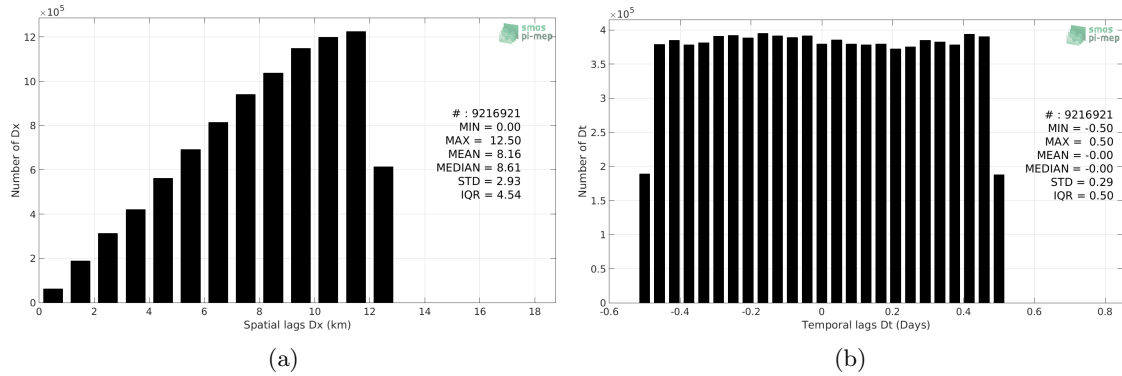 ×10⁵
12
10
8
6
4
2
0
Number of Dx
0 2 4 6 8 10 12 14 16 18
Spatial lags Dx (km)
smos
pi-mep
# : 9216921
MIN = 0.00
MAX = 12.50
MEAN = 8.16
MEDIAN = 8.61
STD = 2.93
IQR = 4.54
(a)
×10⁵
4
3.5
3
2.5
2
1.5
1
0.5
0
Number of Dt
-0.6 -0.4 -0.2 0 0.2 0.4 0.6 0.8
Temporal lags Dt (Days)
smos
pi-mep
# : 9216921
MIN = -0.50
MAX = 0.50
MEAN = -0.00
MEDIAN = -0.00
STD = 0.29
IQR = 0.50
(b)